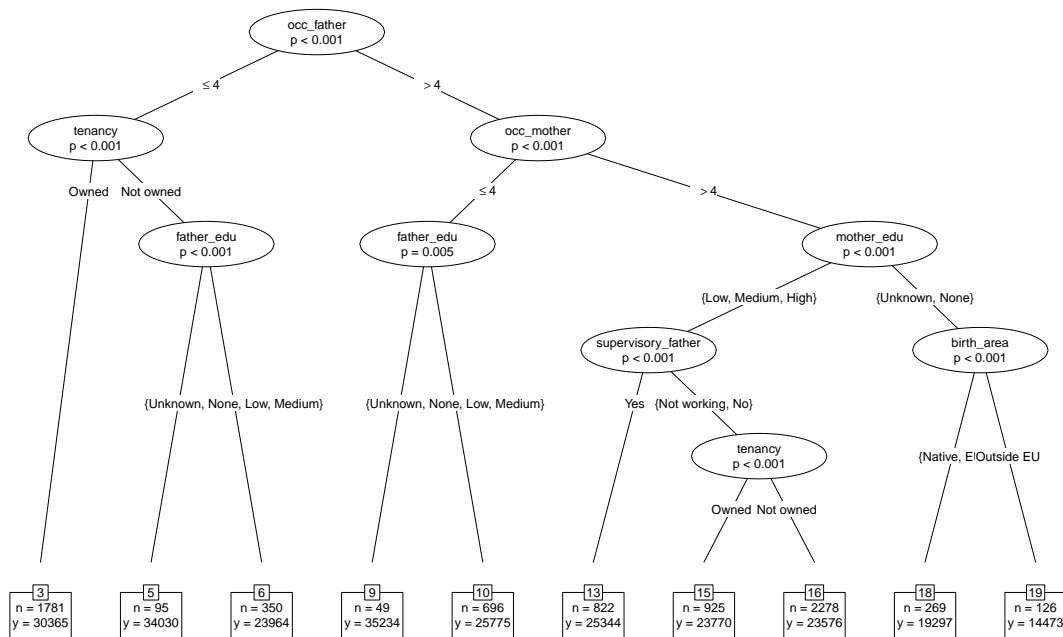 occ_father
p < 0.001
≤ 4
> 4
tenancy
p < 0.001
occ_mother
p < 0.001
Owned
Not owned
≤ 4
> 4
father_edu
p < 0.001
father_edu
p = 0.005
mother_edu
p < 0.001
{Low, Medium, High}
{Unknown, None}
supervisory_father
p < 0.001
birth_area
p < 0.001
{Unknown, None, Low, Medium}
{Unknown, None, Low, Medium}
Yes
{Not working, No}
tenancy
p < 0.001
{Native, E
Outside EU
Owned
Not owned
3
n = 1781
y = 30365
5
n = 95
y = 34030
6
n = 350
y = 23964
9
n = 49
y = 35234
10
n = 696
y = 25775
13
n = 822
y = 25344
15
n = 925
y = 23770
16
n = 2278
y = 23576
18
n = 269
y = 19297
19
n = 126
y = 14473